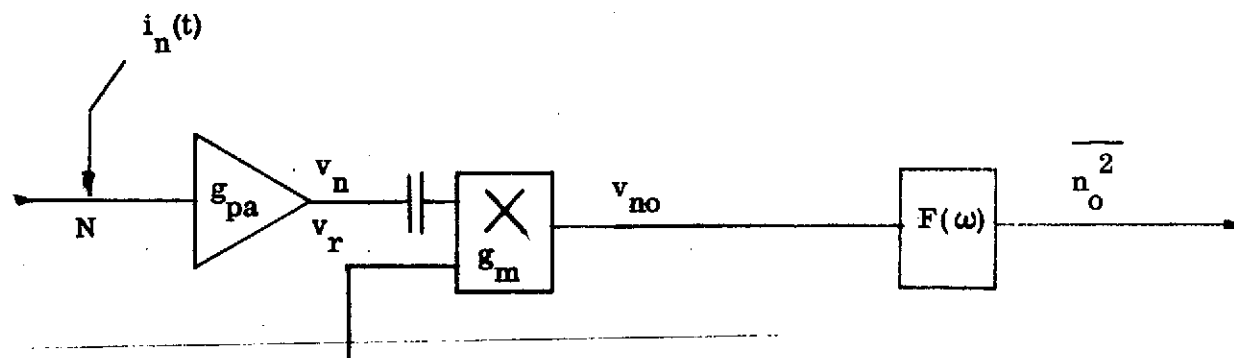 i_n(t)
N
g_pa
v_n
v_r
×
g_m
v_no
F(ω)
n_o^2